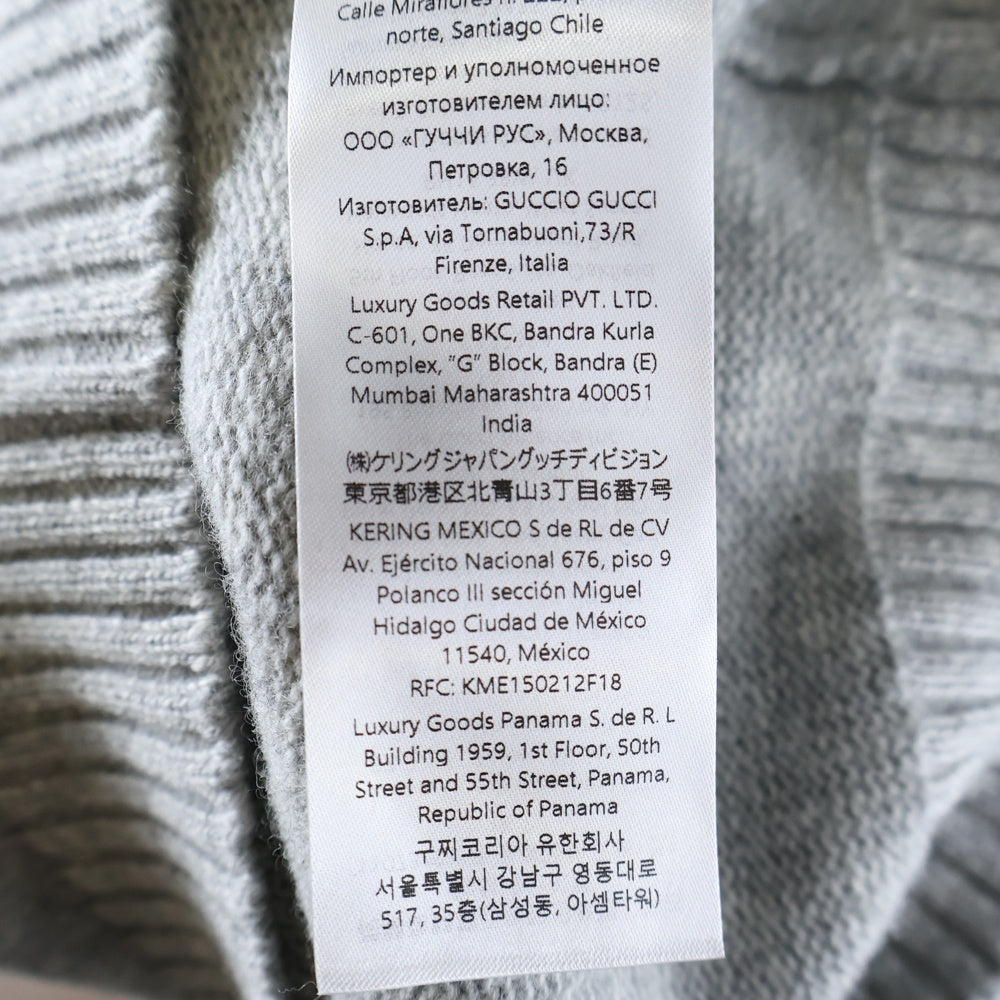 Calle Miraflores n.
norte, Santiago Chile
Импортер и уполномоченное
изготовителем лицо:
ООО «ГУЧЧИ РУС», Москва,
Петровка, 16
Изготовитель: GUCCIO GUCCI
S.p.A, via Tornabuoni,73/R
Firenze, Italia
Luxury Goods Retail PVT. LTD.
C-601, One BKC, Bandra Kurla
Complex, "G" Block, Bandra (E)
Mumbai Maharashtra 400051
India
㈱ケリングジャパングッチディビジョン
東京都港区北青山3丁目6番7号
KERING MEXICO S de RL de CV
Av. Ejército Nacional 676, piso 9
Polanco III sección Miguel
Hidalgo Ciudad de México
11540, México
RFC: KME150212F18
Luxury Goods Panama S. de R. L
Building 1959, 1st Floor, 50th
Street and 55th Street, Panama,
Republic of Panama
구찌코리아 유한회사
서울특별시 강남구 영동대로
517, 35층(삼성동, 아셈타워)